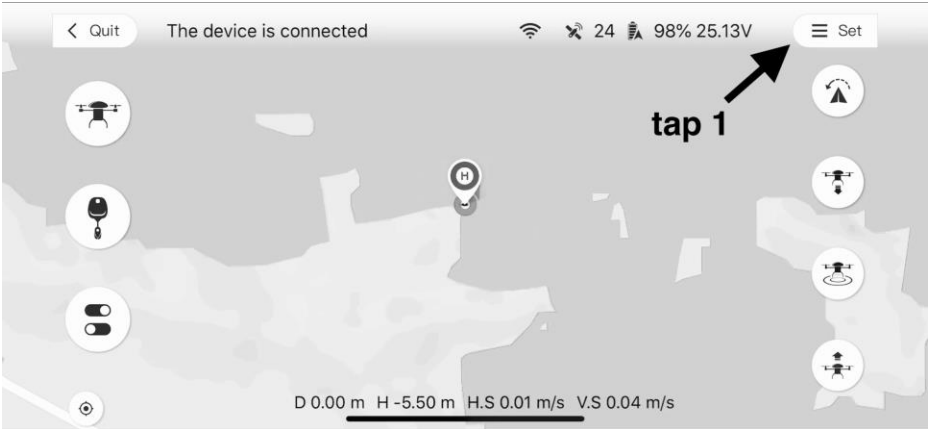 Quit
The device is connected
24
98% 25.13V
Set
tap 1
H
D 0.00 m H -5.50 m H.S 0.01 m/s V.S 0.04 m/s